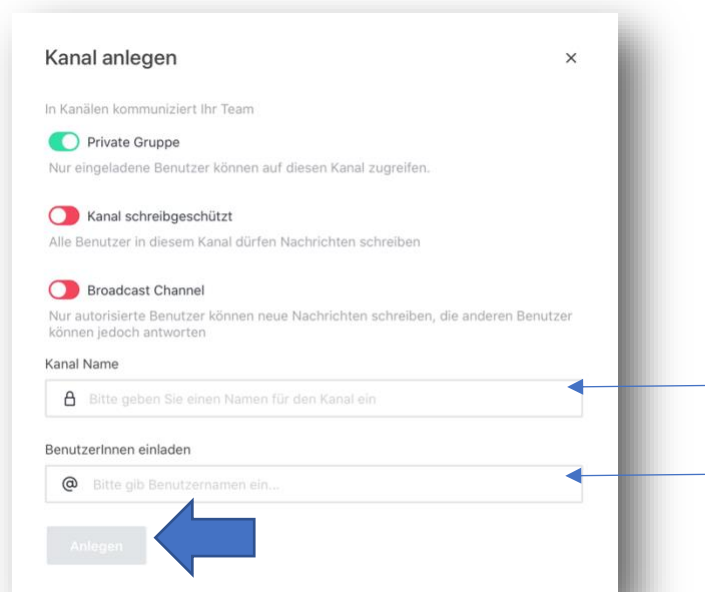 Kanal anlegen
In Kanälen kommuniziert Ihr Team
Private Gruppe
Nur eingeladene Benutzer können auf diesen Kanal zugreifen.
Kanal schreibgeschützt
Alle Benutzer in diesem Kanal dürfen Nachrichten schreiben
Broadcast Channel
Nur autorisierte Benutzer können neue Nachrichten schreiben, die anderen Benutzer
können jedoch antworten
Kanal Name
Bitte geben Sie einen Namen für den Kanal ein
BenutzerInnen einladen
@ Bitte gib Benutzernamen ein...
Anlegen